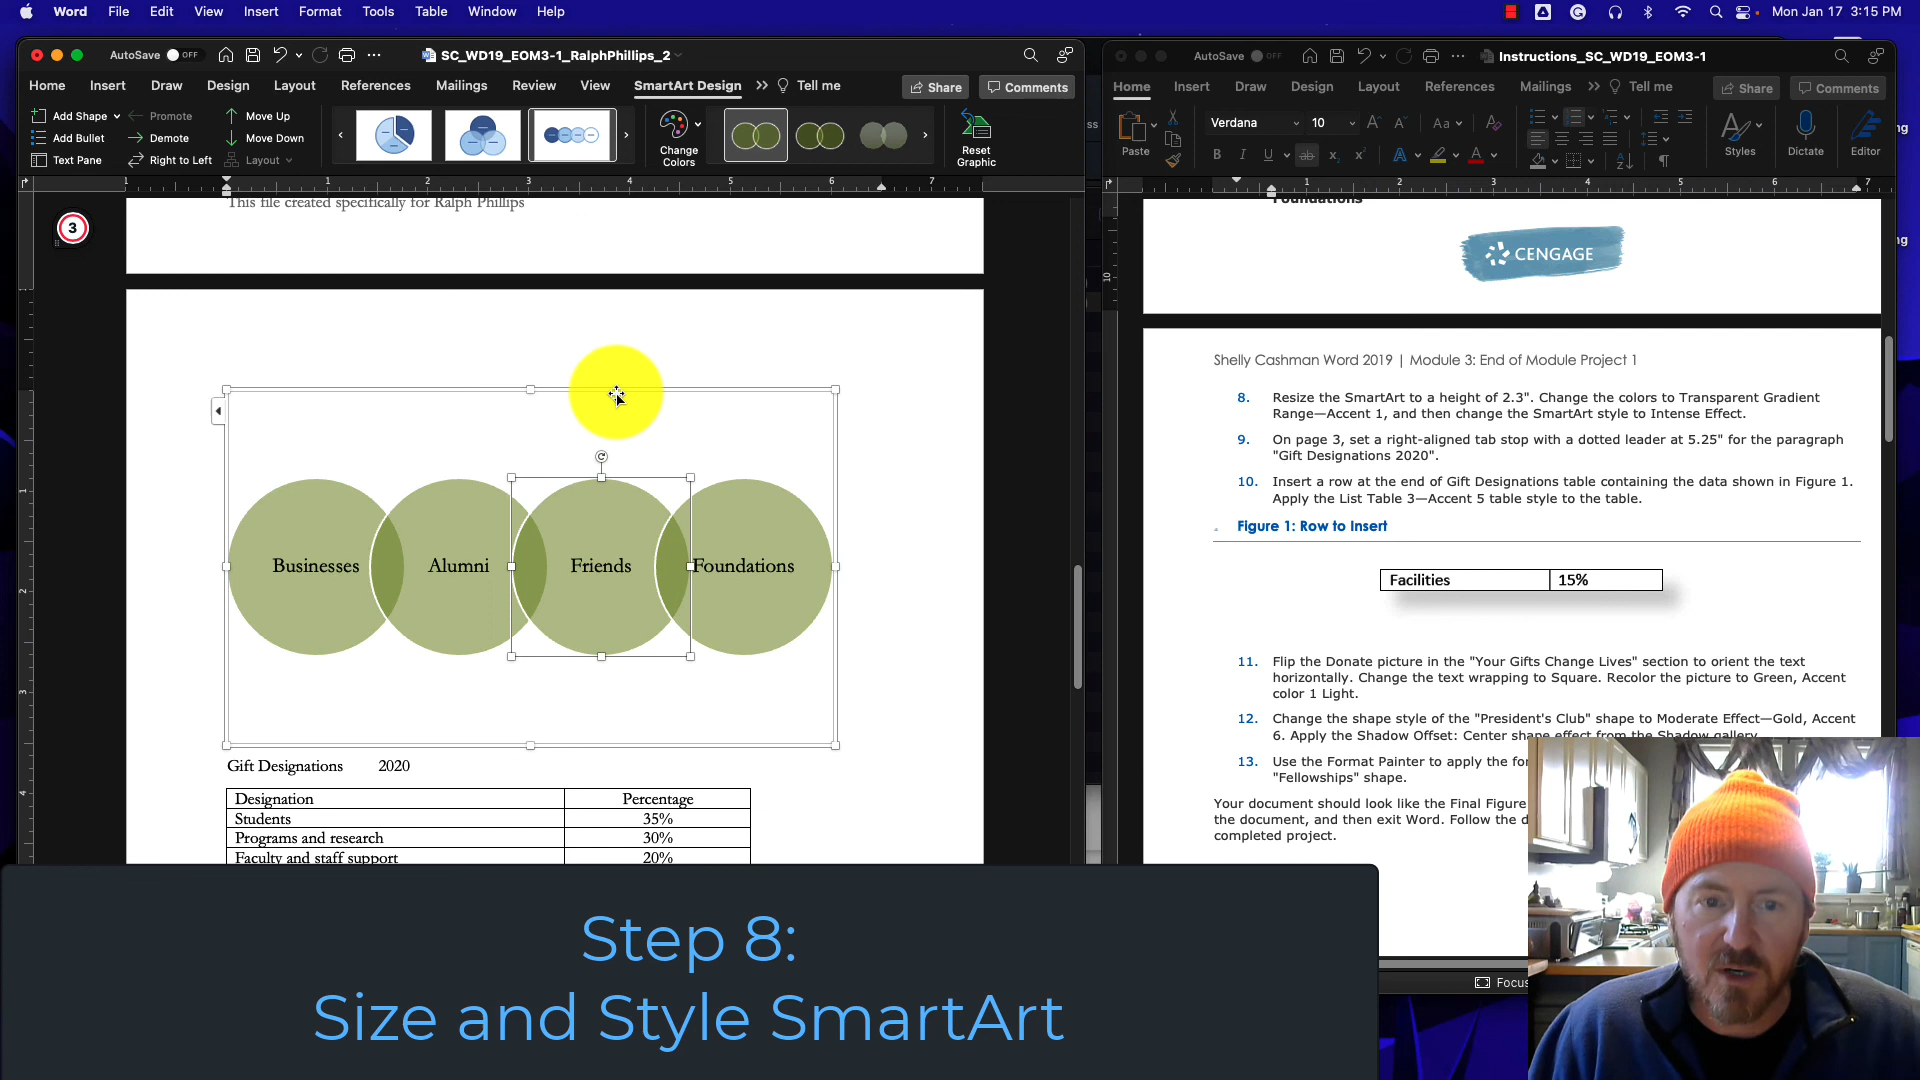 Word File Edit View Insert Format Tools Table Window Help
Mon Jan 17 3:15 PM
AutoSave OFF
SC_WD19_EOM3-1_RalphPhillips_2
Home Insert Draw Design Layout References Mailings Review View SmartArt Design Tell me
Share Comments
Add Shape Promote Move Up
Add Bullet Demote Move Down
Text Pane Right to Left Layout
Change Colors
Reset Graphic
This file created specifically for Ralph Phillips
3
Businesses Alumni Friends Foundations
Gift Designations 2020
Designation Percentage
Students 35%
Programs and research 30%
Faculty and staff support 20%
AutoSave OFF
Instructions_SC_WD19_EOM3-1
Home Insert Draw Design Layout References Mailings Tell me
Share Comments
Paste
Verdana 10
Styles Dictate Editor
Foundations
CENGAGE
Shelly Cashman Word 2019 | Module 3: End of Module Project 1
8. Resize the SmartArt to a height of 2.3". Change the colors to Transparent Gradient
Range—Accent 1, and then change the SmartArt style to Intense Effect.
9. On page 3, set a right-aligned tab stop with a dotted leader at 5.25" for the paragraph
"Gift Designations 2020".
10. Insert a row at the end of Gift Designations table containing the data shown in Figure 1.
Apply the List Table 3—Accent 5 table style to the table.
Figure 1: Row to Insert
Facilities 15%
11. Flip the Donate picture in the "Your Gifts Change Lives" section to orient the text
horizontally. Change the text wrapping to Square. Recolor the picture to Green, Accent
color 1 Light.
12. Change the shape style of the "President's Club" shape to Moderate Effect—Gold, Accent
6. Apply the Shadow Offset: Center shape effect from the Shadow gallery.
13. Use the Format Painter to apply the for
"Fellowships" shape.
Your document should look like the Final Figure
the document, and then exit Word. Follow the d
completed project.
Focus
Step 8:
Size and Style SmartArt